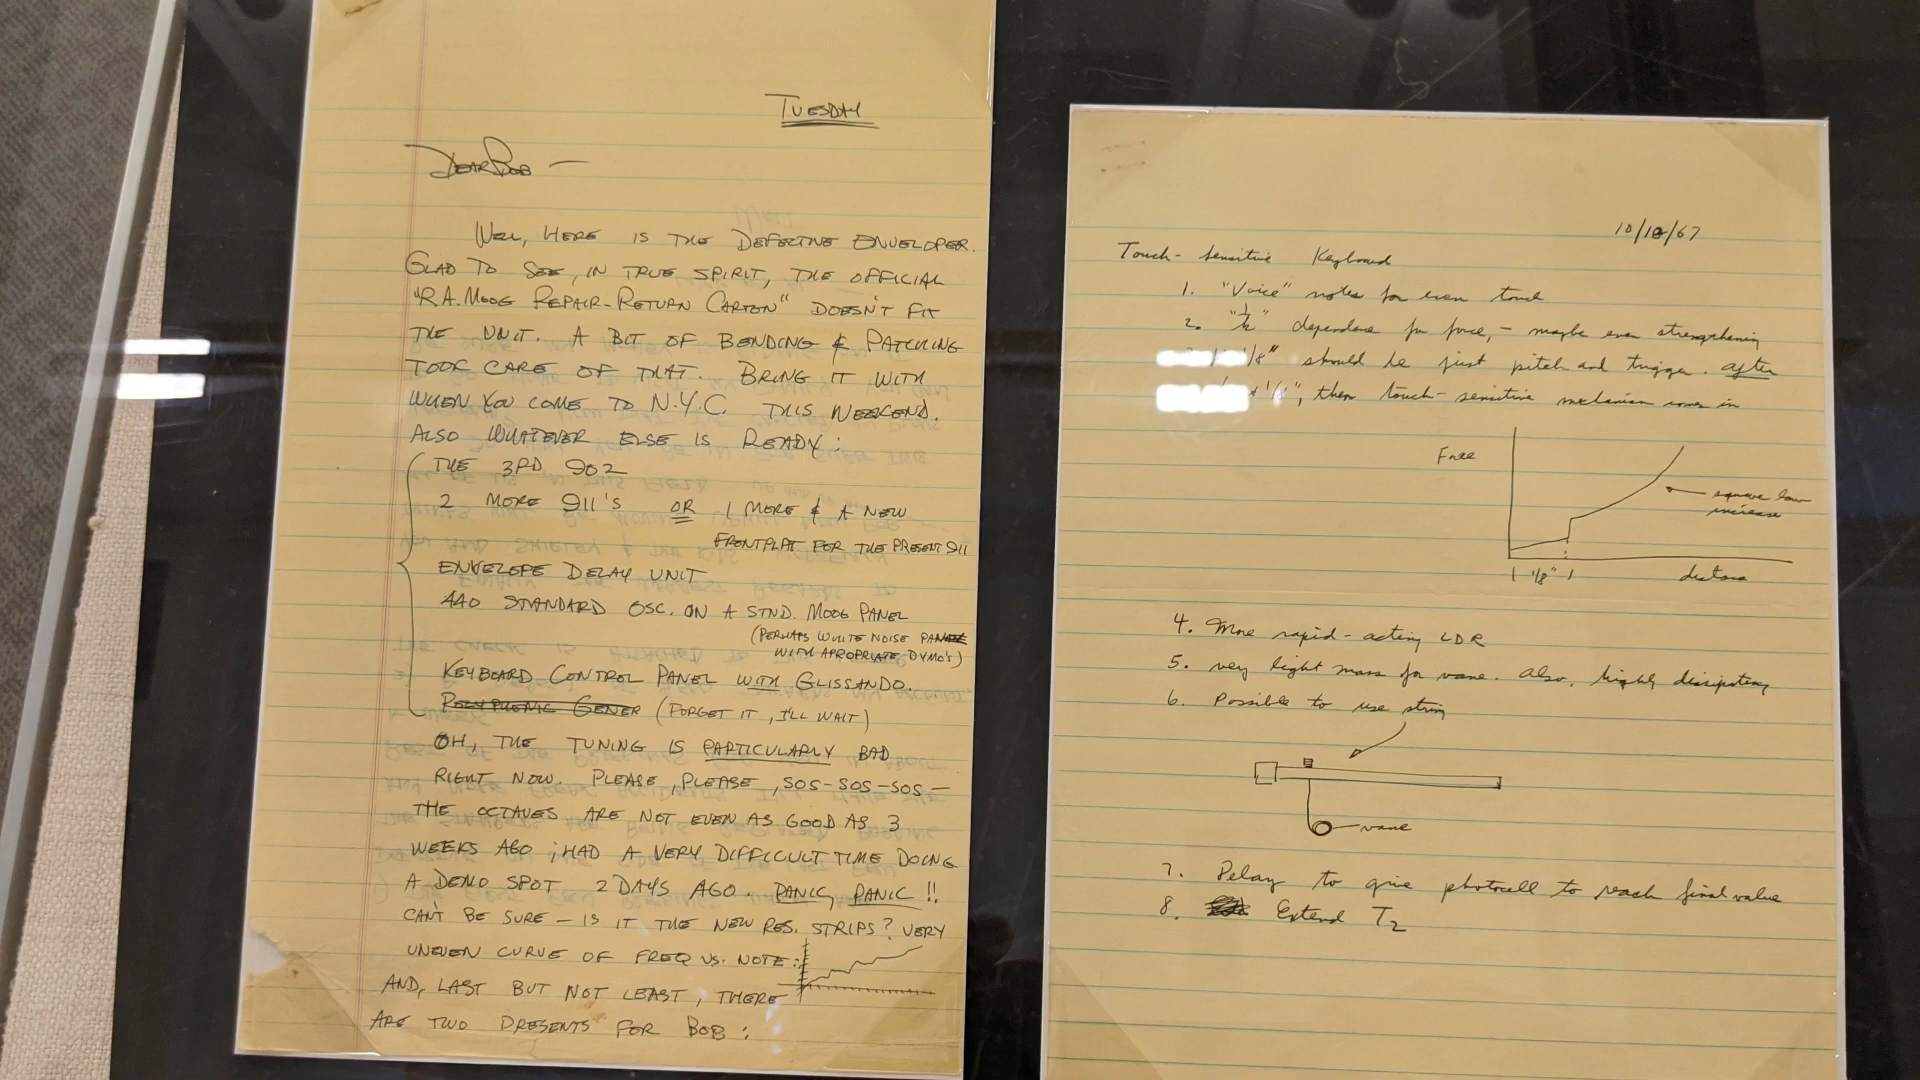 TUESDAY
DEAR BOB —
WELL, HERE IS THE DEFECTIVE ENVELOPER.
GLAD TO SEE, IN TRUE SPIRIT, THE OFFICIAL
"R.A. MOOG REPAIR-RETURN CARTON" DOESN'T FIT
THE UNIT. A BIT OF BENDING & PATCHING
TOOK CARE OF THAT. BRING IT WITH
WHEN YOU COME TO N.Y.C. THIS WEEKEND.
ALSO WHATEVER ELSE IS READY:
THE 3RD 902
2 MORE 911'S OR 1 MORE & A NEW
FRONTPLAT FOR THE PRESENT 911
ENVELOPE DELAY UNIT
440 STANDARD OSC. ON A STND. MOOG PANEL
(PERHAPS WHITE NOISE
WITH APROPRIATE DYMO'S)
KEYBOARD CONTROL PANEL WITH GLISSANDO.
POLYPHONIC GENER (FORGET IT, I'LL WAIT)
OH, THE TUNING IS PARTICULARLY BAD
RIGHT NOW. PLEASE, PLEASE, SOS-SOS-SOS —
THE OCTAVES ARE NOT EVEN AS GOOD AS 3
WEEKS AGO; HAD A VERY DIFFICULT TIME DOING
A DEMO SPOT 2 DAYS AGO. PANIC, PANIC!!
CAN'T BE SURE — IS IT THE NEW RES. STRIPS? VERY
UNEVEN CURVE OF FREQ VS. NOTE:
AND, LAST BUT NOT LEAST, THERE
ARE TWO PRESENTS FOR BOB:
10/18/67
Touch-Sensitive Keyboard
1. "Voice" notes for even touch
2. dependence for force, - maybe even strengthening
1/8" should be just pitch and trigger. after
1/8", then touch-sensitive mechanism comes in
Force
square law
increase
1/8"
distance
4. More rapid-acting LDR
5. very light mass for vane. Also, highly dissipating
6. Possible to use string
vane
7. Delay to give photocell to reach final value
8. Extend T2